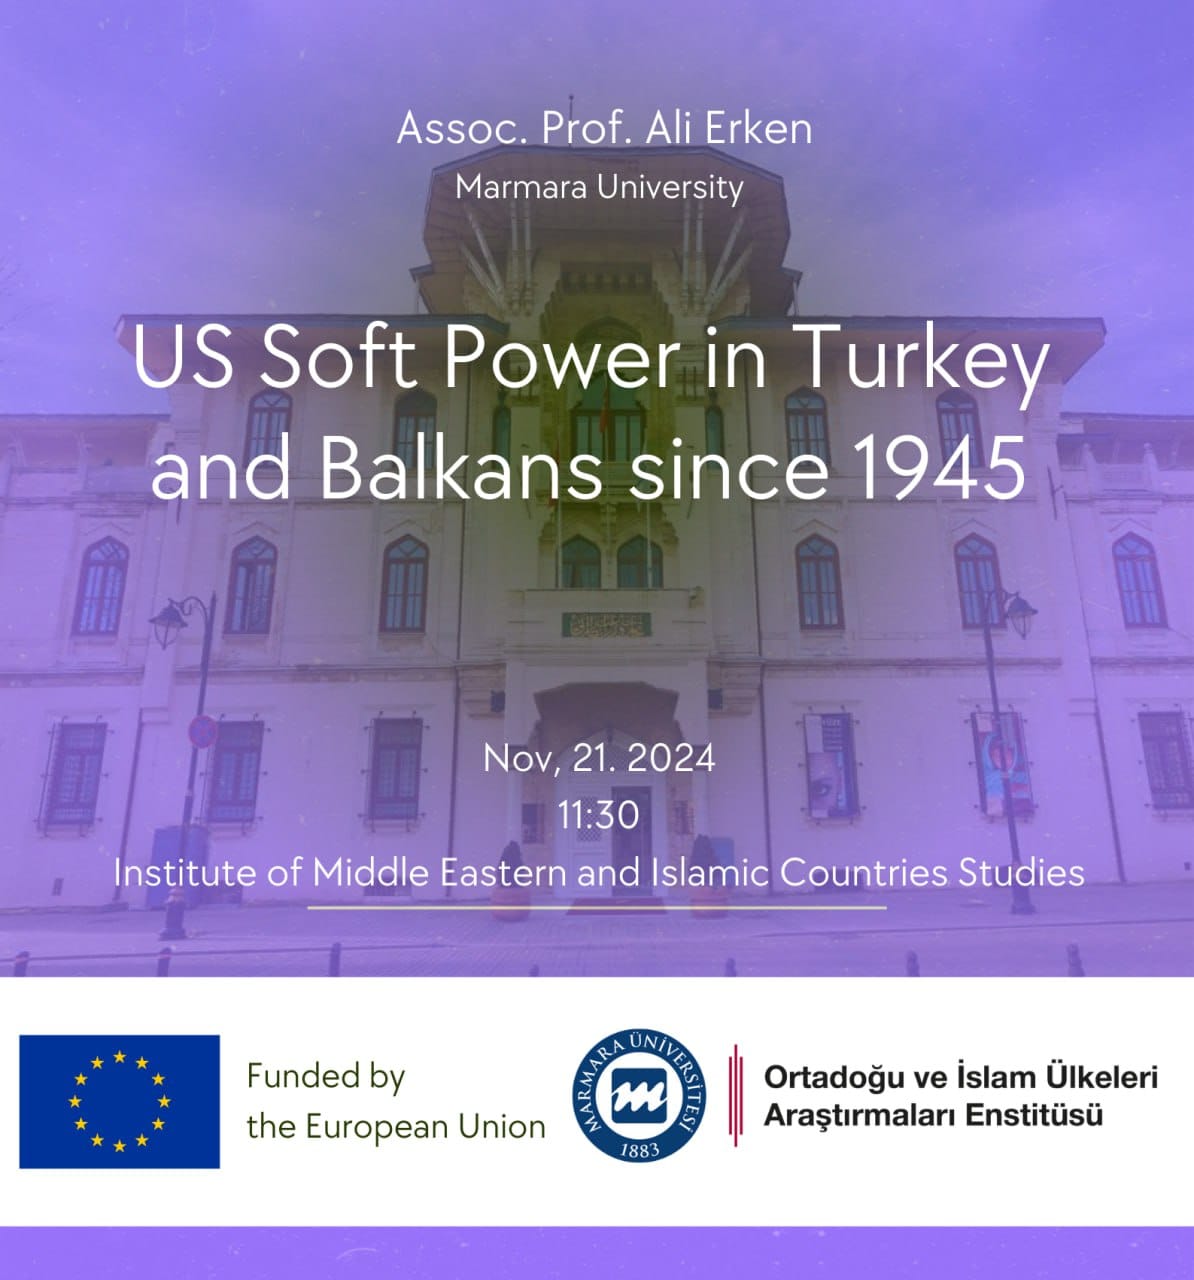 Assoc. Prof. Ali Erken
Marmara University
US Soft Power in Turkey
and Balkans since 1945
Nov, 21. 2024
11:30
Institute of Middle Eastern and Islamic Countries Studies
Funded by
the European Union
MARMARA ÜNİVERSİTESİ
1883
Ortadoğu ve İslam Ülkeleri
Araştırmaları Enstitüsü